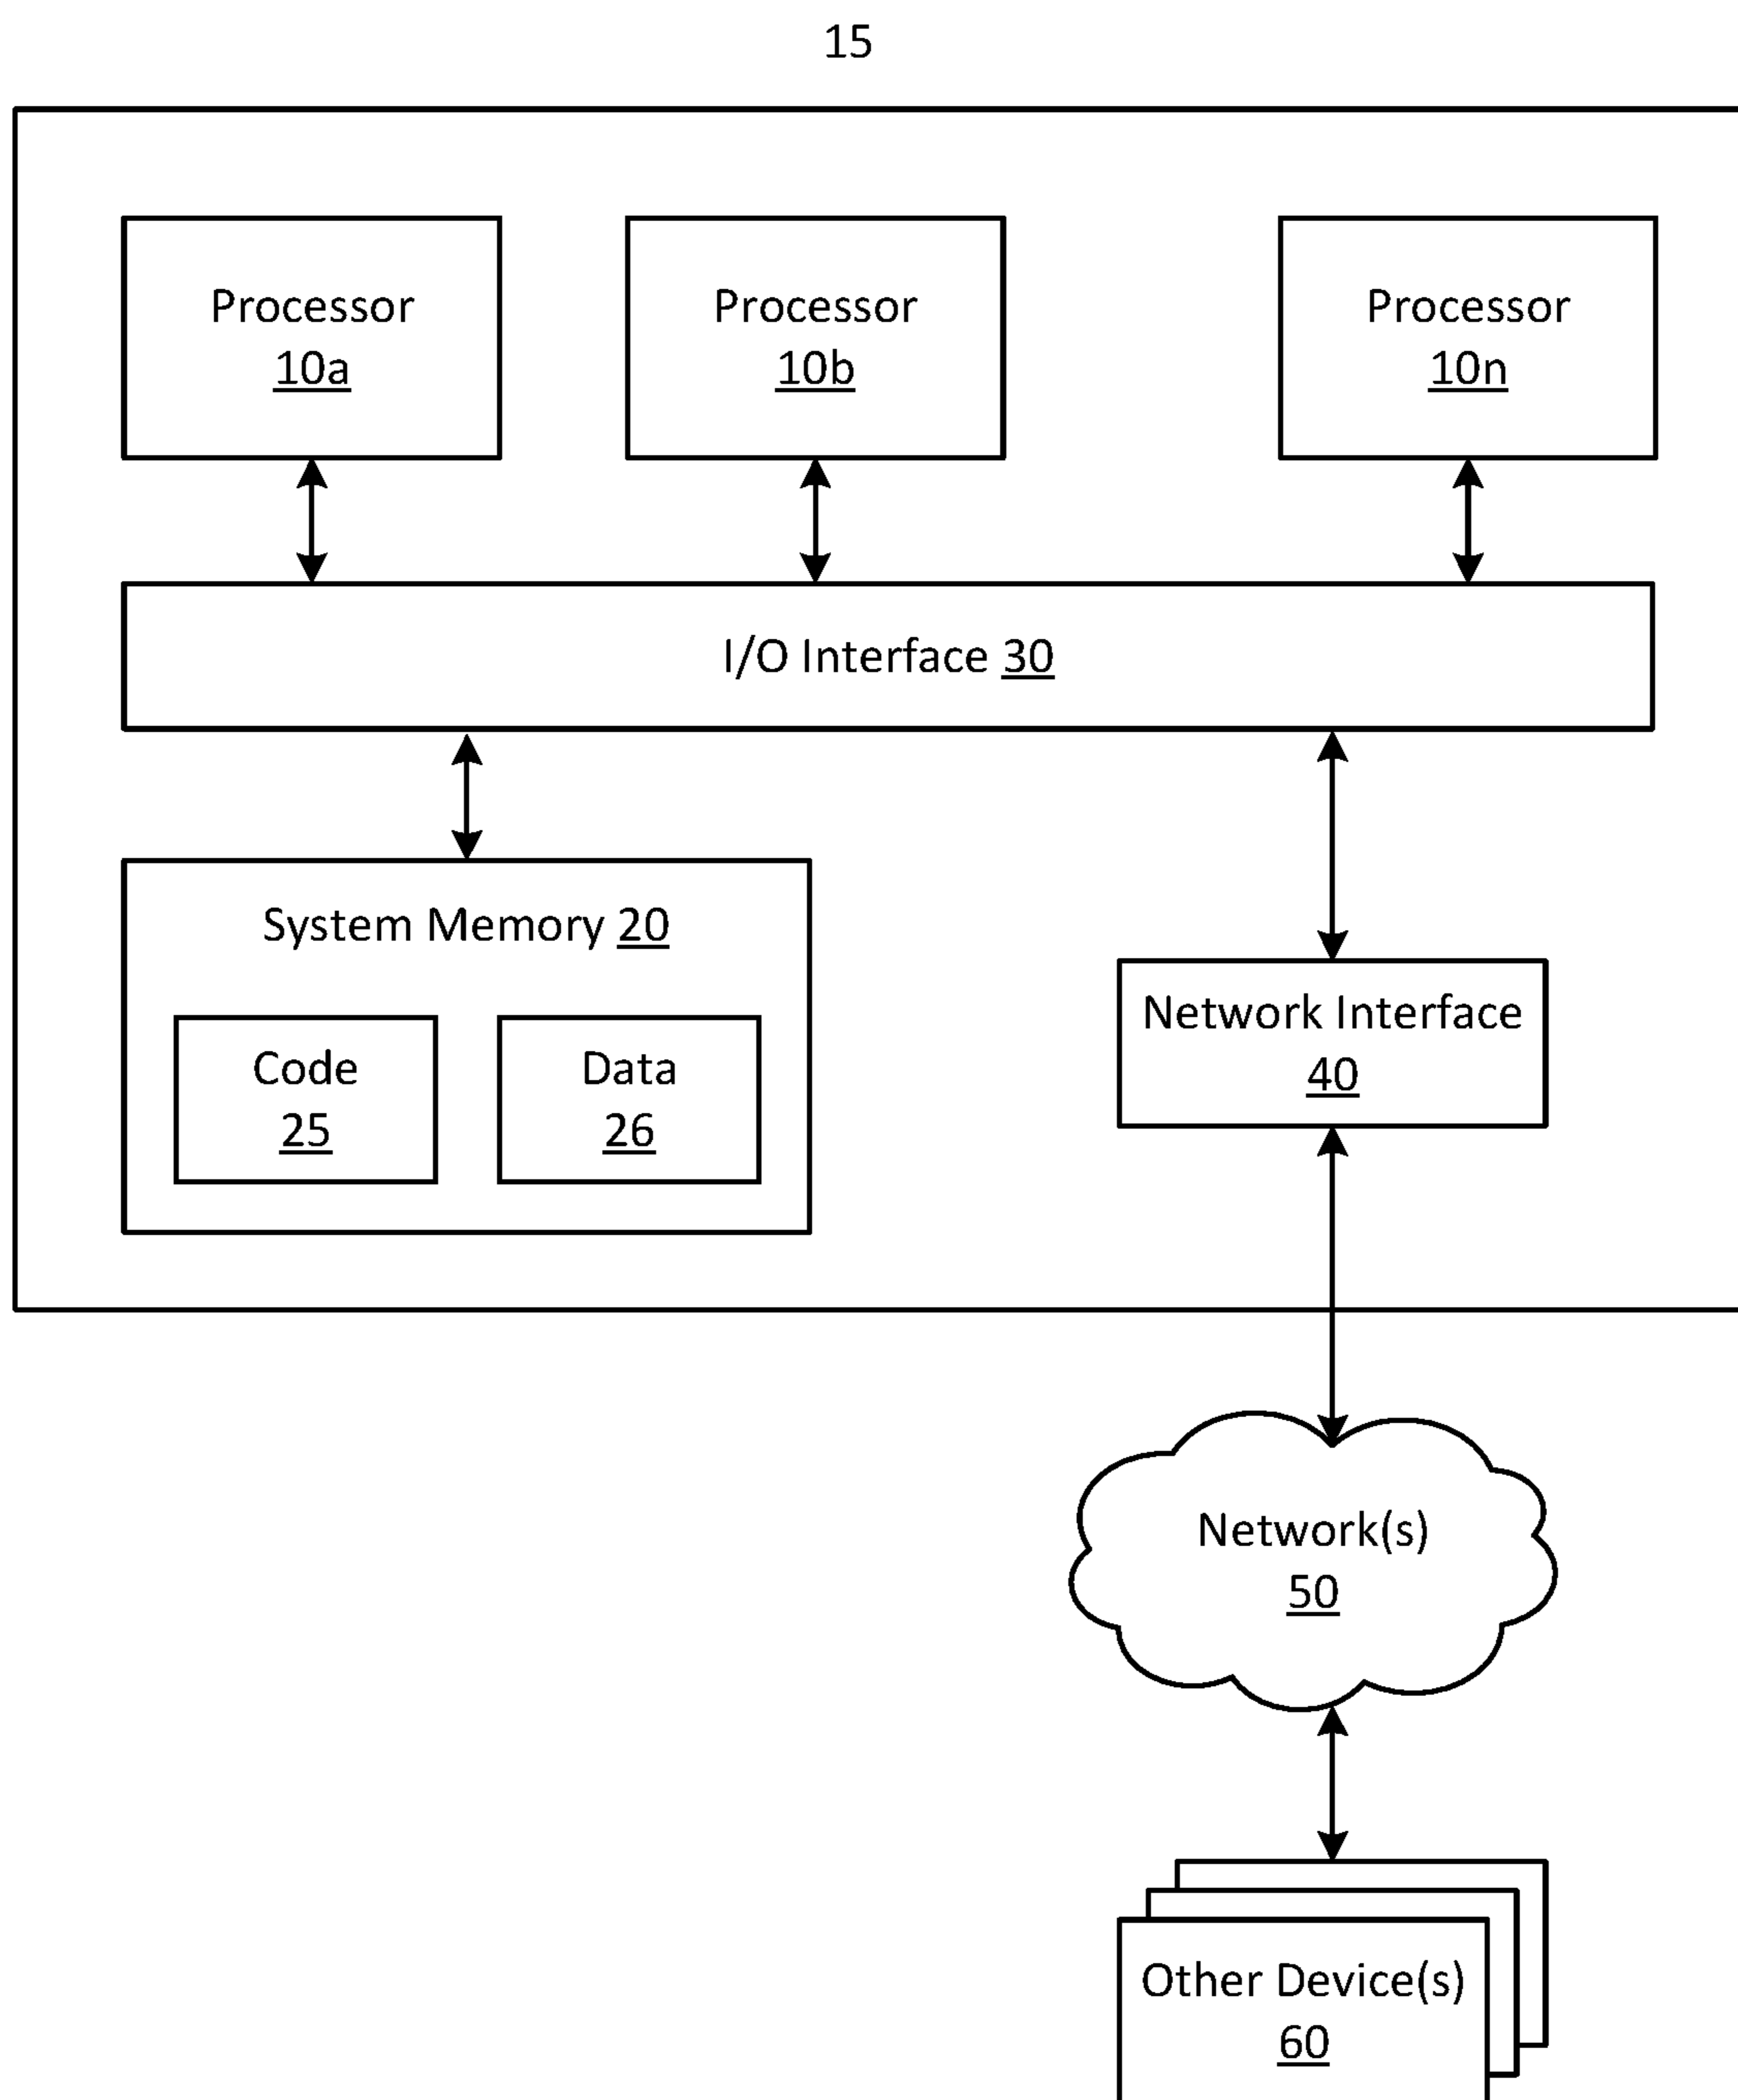 15
Processor
10a
Processor
10b
Processor
10n
I/O Interface 30
System Memory 20
Code
25
Data
26
Network Interface
40
Network(s)
50
Other Device(s)
60